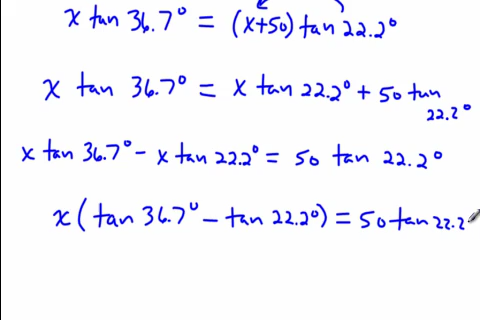 x tan 36.7° = (x+50) tan 22.2°
x tan 36.7° = x tan 22.2° + 50 tan 22.2°
x tan 36.7° - x tan 22.2° = 50 tan 22.2°
x (tan 36.7° - tan 22.2°) = 50 tan 22.2